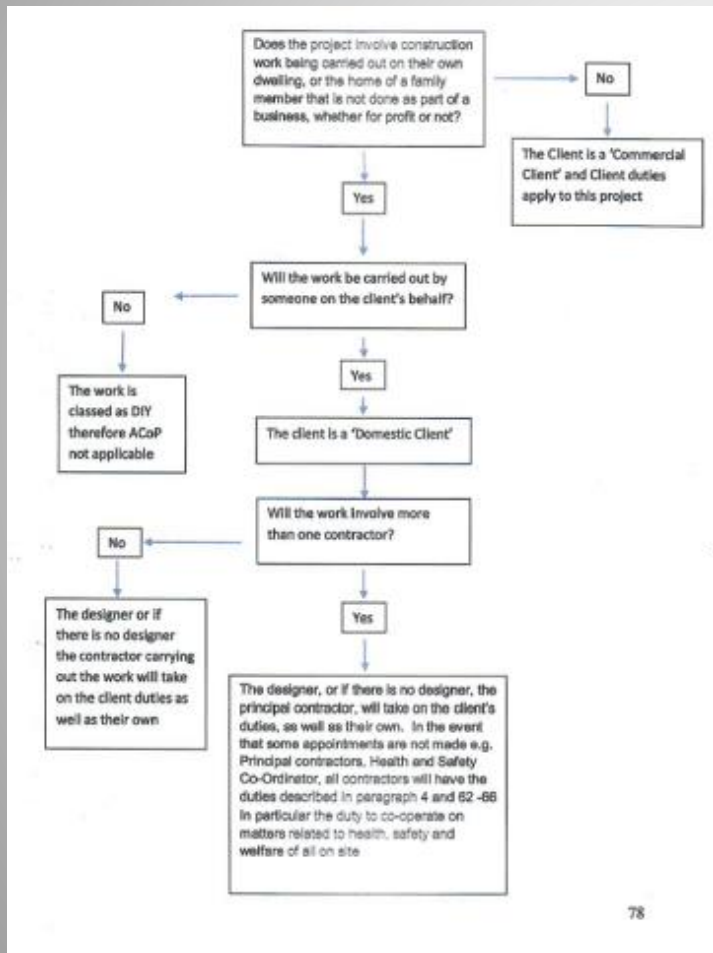 Does the project involve construction
work being carried out on their own
dwelling, or the home of a family
member that is not done as part of a
business, whether for profit or not?
No
The Client is a 'Commercial
Client' and Client duties
apply to this project
Yes
Will the work be carried out by
someone on the client's behalf?
No
The work is
classed as DIY
therefore ACoP
not applicable
Yes
The client is a 'Domestic Client'
Will the work involve more
than one contractor?
No
The designer or if
there is no designer
the contractor carrying
out the work will take
on the client duties as
well as their own
Yes
The designer, or if there is no designer, the
principal contractor, will take on the client's
duties, as well as their own. In the event
that some appointments are not made e.g.
Principal contractors, Health and Safety
Co-Ordinator, all contractors will have the
duties described in paragraph 4 and 62 -66
in particular the duty to co-operate on
matters related to health, safety and
welfare of all on site
78